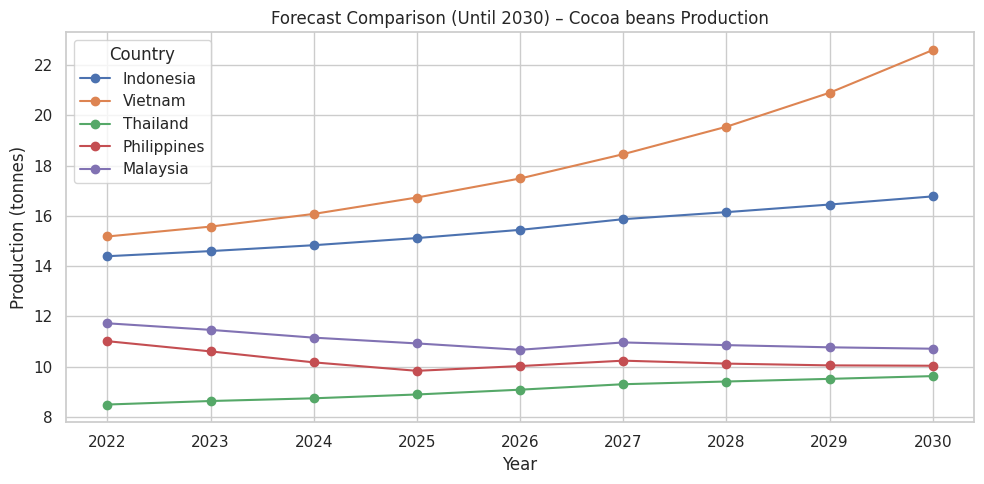 Forecast Comparison (Until 2030) – Cocoa beans Production
Country
Indonesia
Vietnam
Thailand
Philippines
Malaysia
Production (tonnes)
22
20
18
16
14
12
10
8
2022 2023 2024 2025 2026 2027 2028 2029 2030
Year